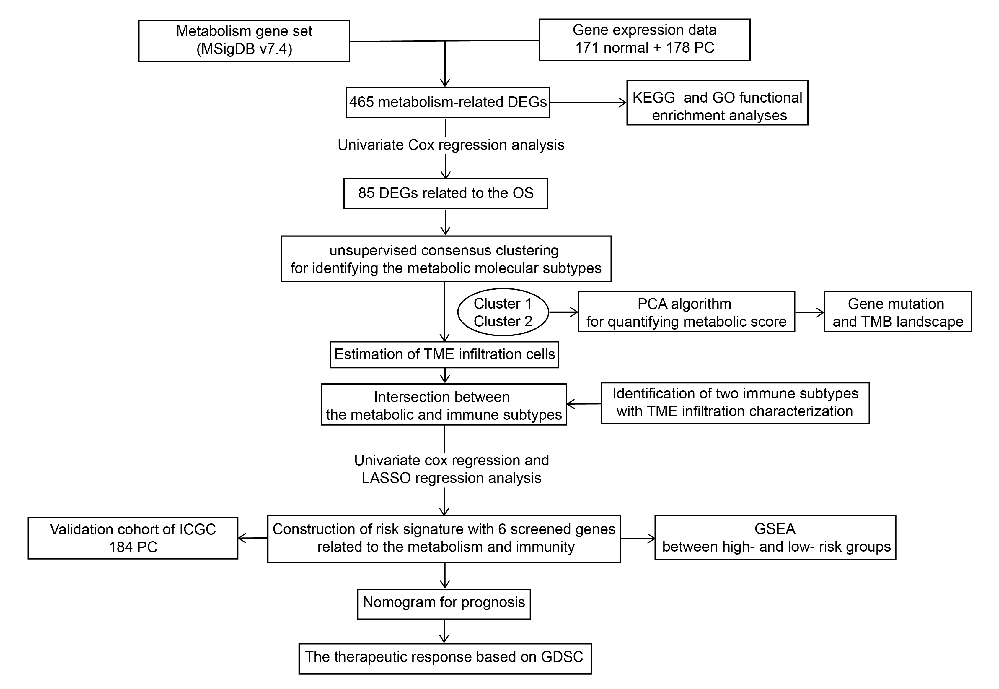 Metabolism gene set
(MSigDB v7.4)
Gene expression data
171 normal + 178 PC
465 metabolism-related DEGs
KEGG  and GO functional
enrichment analyses
Univariate Cox regression analysis
85 DEGs related to the OS
unsupervised consensus clustering
for identifying the metabolic molecular subtypes
Cluster 1
Cluster 2
PCA algorithm
for quantifying metabolic score
Gene mutation
and TMB landscape
Estimation of TME infiltration cells
Intersection between
the metabolic and immune subtypes
Identification of two immune subtypes
with TME infiltration characterization
Univariate cox regression and
LASSO regression analysis
Validation cohort of ICGC
184 PC
Construction of risk signature with 6 screened genes
related to the metabolism and immunity
GSEA
between high- and low- risk groups
Nomogram for prognosis
The therapeutic response based on GDSC